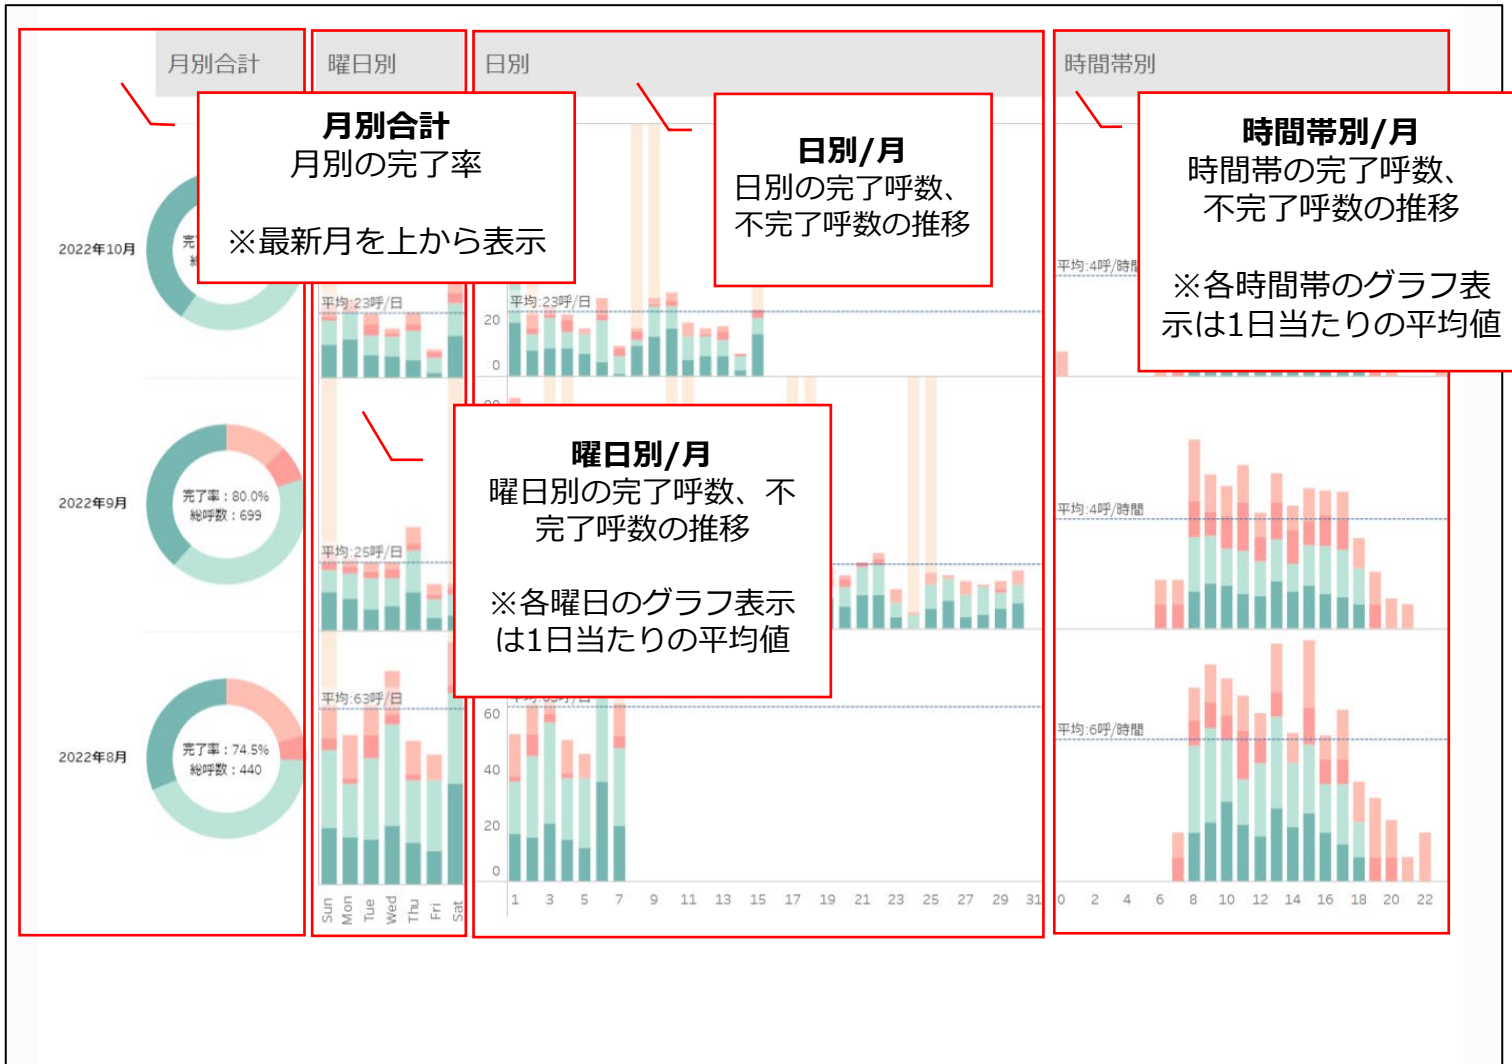 月別合計
曜日別
日別
時間帯別
月別合計
月別の完了率
※最新月を上から表示
日別/月
日別の完了呼数、
不完了呼数の推移
時間帯別/月
時間帯の完了呼数、
不完了呼数の推移
※各時間帯のグラフ表
示は1日当たりの平均値
2022年10月
完
平均:23呼/日
平均:23呼/日
平均:4呼/時間
20
0
曜日別/月
曜日別の完了呼数、不
完了呼数の推移
※各曜日のグラフ表示
は1日当たりの平均値
2022年9月
完了率：80.0%
総呼数：699
平均:25呼/日
平均:4呼/時間
2022年8月
完了率：74.5%
総呼数：440
平均:63呼/日
平均:6呼/時間
60
40
20
0
Sun Mon Tue Wed Thu Fri Sat
1 3 5 7 9 11 13 15 17 19 21 23 25 27 29 31
0 2 4 6 8 10 12 14 16 18 20 22